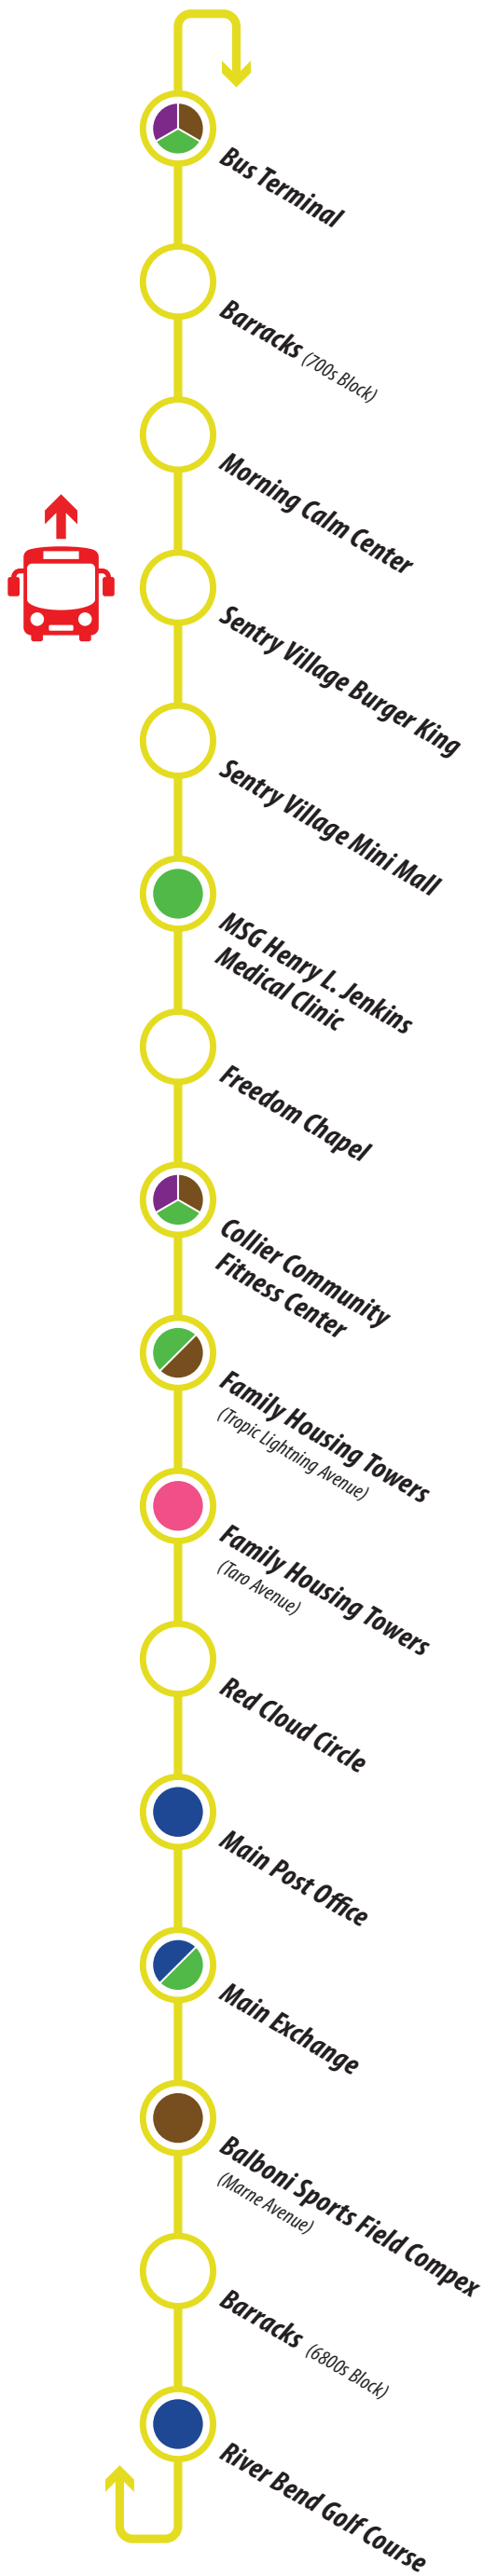 Bus Terminal
Barracks (700s Block)
Morning Calm Center
Sentry Village Burger King
Sentry Village Mini Mall
MSG Henry L. Jenkins
Medical Clinic
Freedom Chapel
Collier Community
Fitness Center
Family Housing Towers
(Tropic Lightning Avenue)
Family Housing Towers
(Taro Avenue)
Red Cloud Circle
Main Post Office
Main Exchange
Balboni Sports Field Compex
(Marne Avenue)
Barracks (6800s Block)
River Bend Golf Course